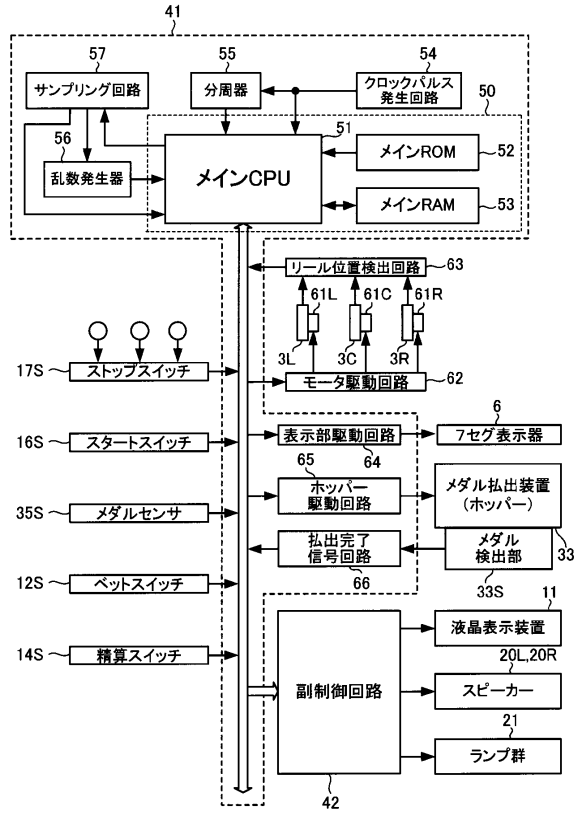 41
57
55
54
サンプリング回路
分周器
クロックパルス
発生回路
50
56
51
乱数発生器
メインCPU
メインROM
52
メインRAM
53
リール位置検出回路
63
61L
61C
61R
3L
3C
3R
17S
ストップスイッチ
モータ駆動回路
62
16S
スタートスイッチ
表示部駆動回路
64
6
7セグ表示器
65
ホッパー
駆動回路
メダル払出装置
(ホッパー)
35S
メダルセンサ
払出完了
信号回路
66
メダル
検出部
33
33S
12S
ベットスイッチ
14S
精算スイッチ
副制御回路
42
11
液晶表示装置
20L,20R
スピーカー
21
ランプ群